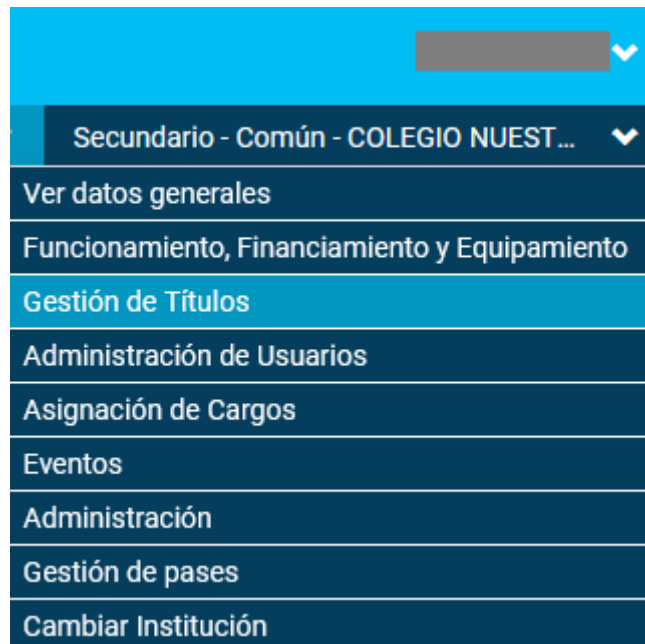 Secundario - Común - COLEGIO NUEST...
Ver datos generales
Funcionamiento, Financiamiento y Equipamiento
Gestión de Títulos
Administración de Usuarios
Asignación de Cargos
Eventos
Administración
Gestión de pases
Cambiar Institución